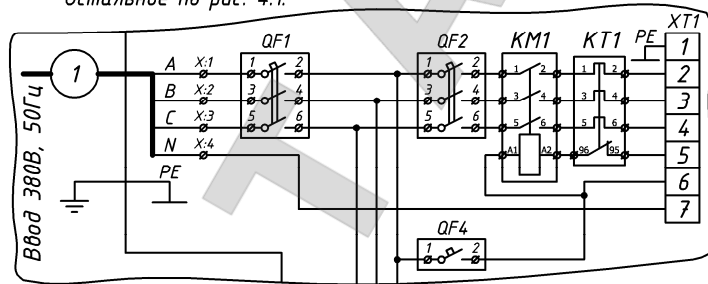 Остальное по рис. 4.1.
QF1 QF2 KM1 KT1 XT1
PE
1
A X:1 1 2 1 2 1 2 1 2 1
B X:2 3 4 3 4 3 4 3 4 2
C X:3 5 6 5 6 5 6 5 6 3
N X:4 A1 A2 96 95 4
PE 5
6
7
QF4
1 2
Ввод 380В, 50Гц